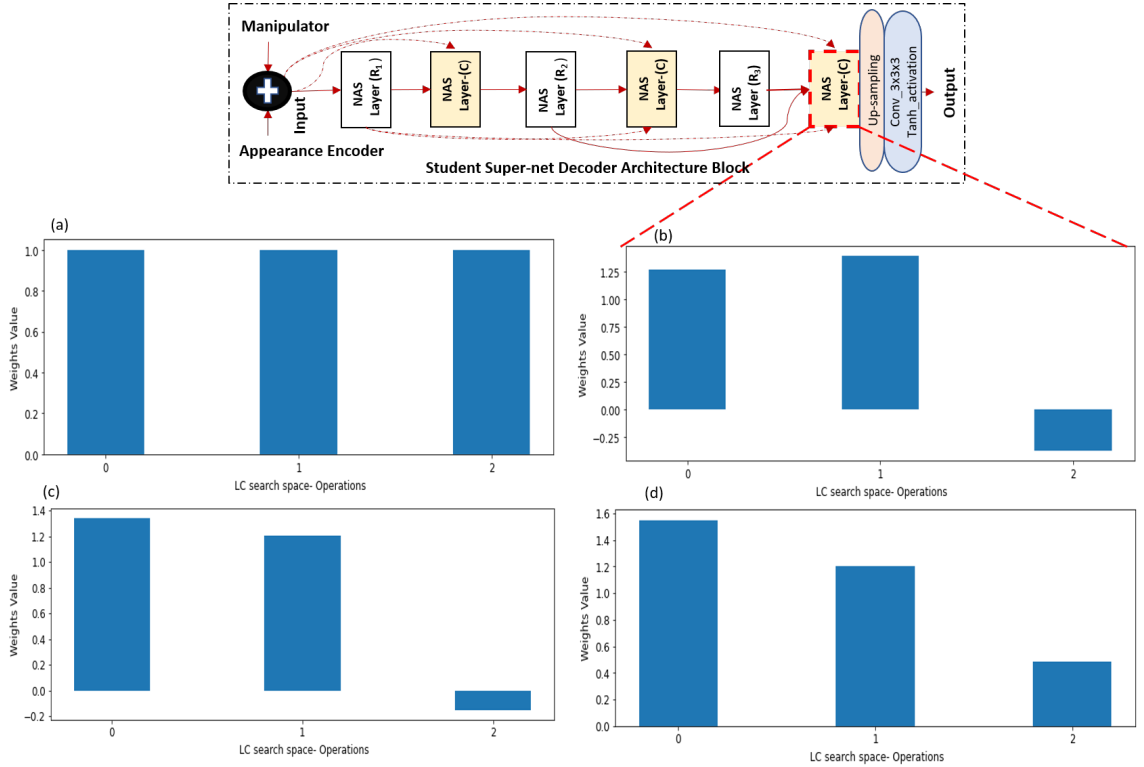 Manipulator
Input
Appearance Encoder
NAS
Layer (R1)
NAS
Layer-(C)
NAS
Layer (R2)
NAS
Layer-(C)
NAS
Layer (R3)
NAS
Layer-(C)
Up-sampling
Conv_3x3x3
Tanh_activation
Output
Student Super-net Decoder Architecture Block
(a)
1.0
0.8
0.6
0.4
0.2
0.0
Weights Value
0 1 2
LC search space- Operations
(b)
1.25
1.00
0.75
0.50
0.25
0.00
−0.25
Weights Value
0 1 2
LC search space- Operations
(c)
1.4
1.2
1.0
0.8
0.6
0.4
0.2
0.0
−0.2
Weights Value
0 1 2
LC search space- Operations
(d)
1.6
1.4
1.2
1.0
0.8
0.6
0.4
0.2
0.0
Weights Value
0 1 2
LC search space- Operations